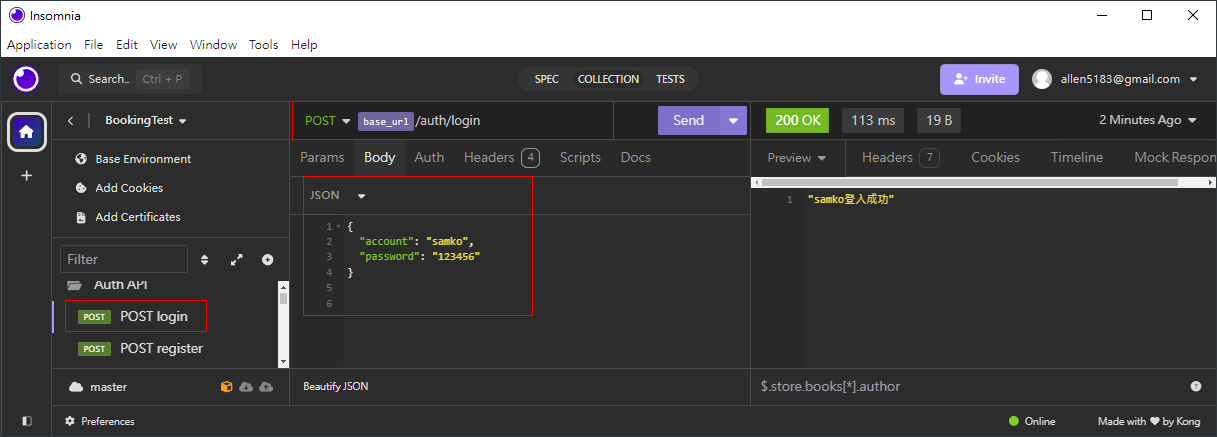 Insomnia
Application File Edit View Window Tools Help
Search.. Ctrl + P
SPEC COLLECTION TESTS
Invite
allen5183@gmail.com
BookingTest
Base Environment
Add Cookies
Add Certificates
Filter
Auth API
POST POST login
POST POST register
master
Preferences
POST base_url/auth/login
Send
Params Body Auth Headers 4 Scripts Docs
JSON
1 {
2 "account": "samko",
3 "password": "123456"
4 }
5
6
Beautify JSON
200 OK 113 ms 19 B
2 Minutes Ago
Preview Headers 7 Cookies Timeline Mock Respon
1 "samko登入成功"
$.store.books[*].author
?
Online
Made with ❤ by Kong